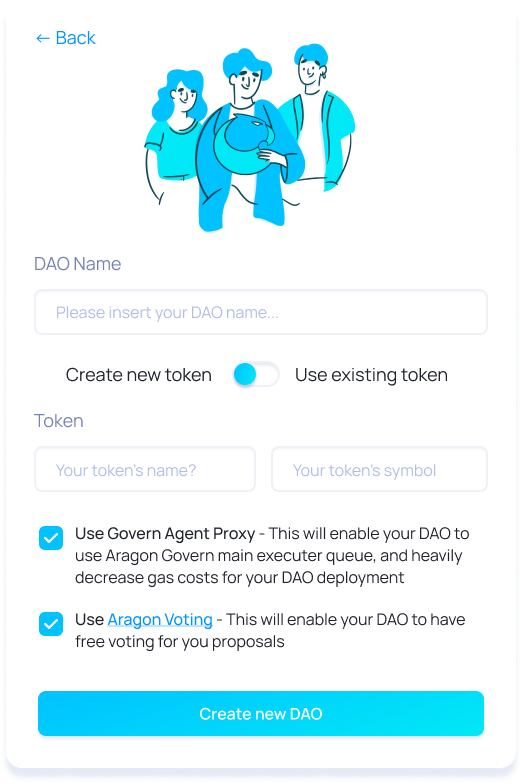 ← Back
DAO Name
Please insert your DAO name...
Create new token
Use existing token
Token
Your token's name?
Your token's symbol
Use Govern Agent Proxy - This will enable your DAO to
use Aragon Govern main executer queue, and heavily
decrease gas costs for your DAO deployment
Use Aragon Voting - This will enable your DAO to have
free voting for you proposals
Create new DAO